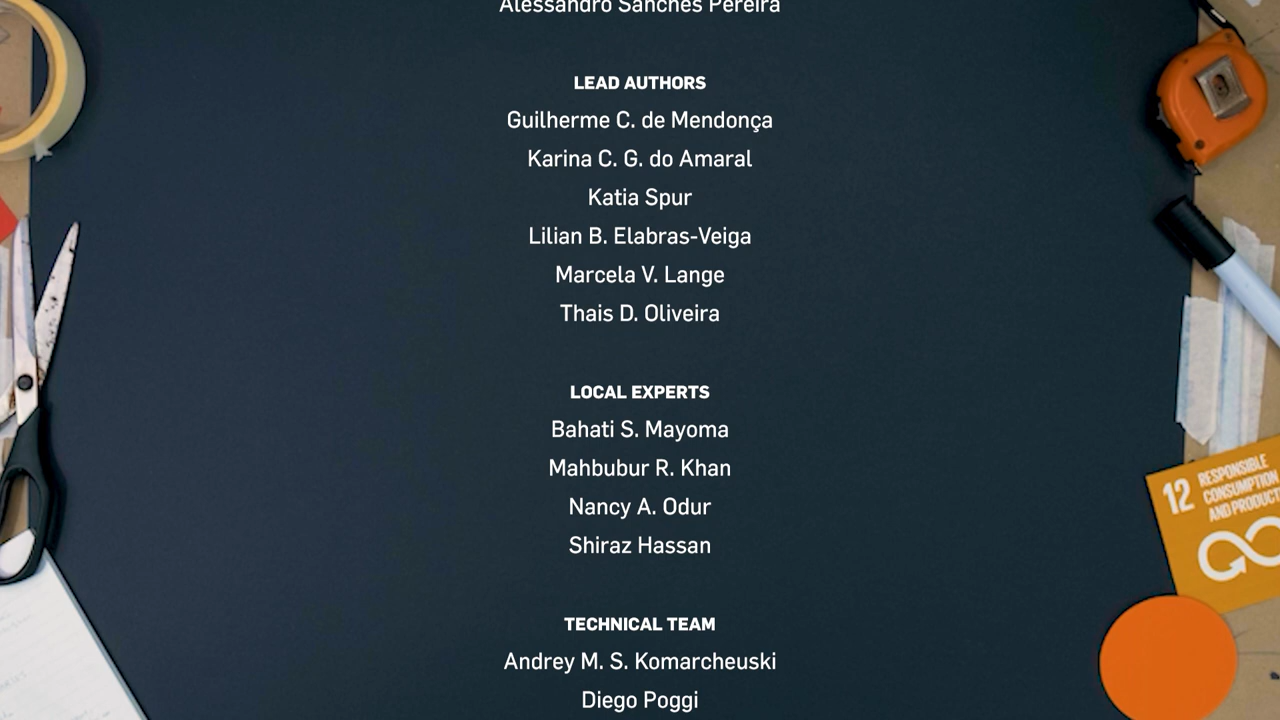 Alessandro Sanches Pereira
LEAD AUTHORS
Guilherme C. de Mendonça
Karina C. G. do Amaral
Katia Spur
Lilian B. Elabras-Veiga
Marcela V. Lange
Thais D. Oliveira
LOCAL EXPERTS
Bahati S. Mayoma
Mahbubur R. Khan
Nancy A. Odur
Shiraz Hassan
TECHNICAL TEAM
Andrey M. S. Komarcheuski
Diego Poggi
12 RESPONSIBLE
CONSUMPTION
AND PRODUCT